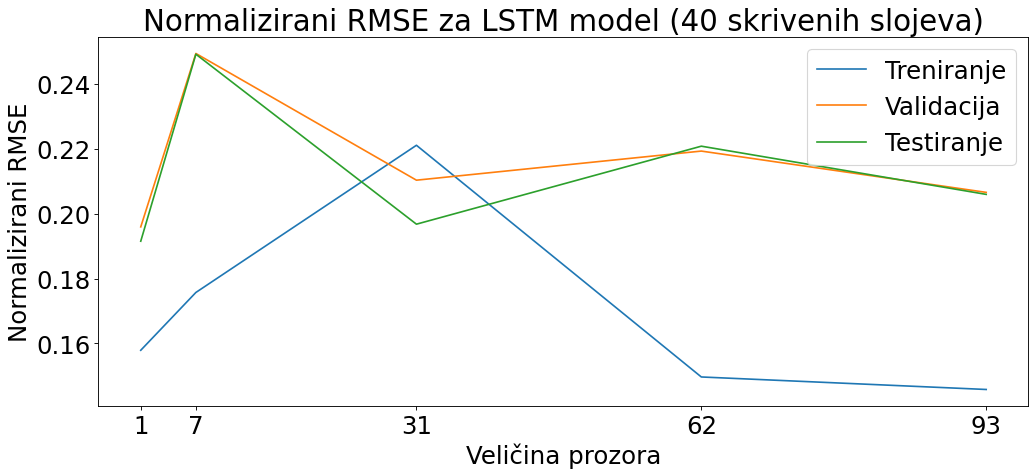 Normalizirani RMSE za LSTM model (40 skrivenih slojeva)
Normalizirani RMSE
0.24
0.22
0.20
0.18
0.16
Treniranje
Validacija
Testiranje
1 7 31 62 93
Veličina prozora